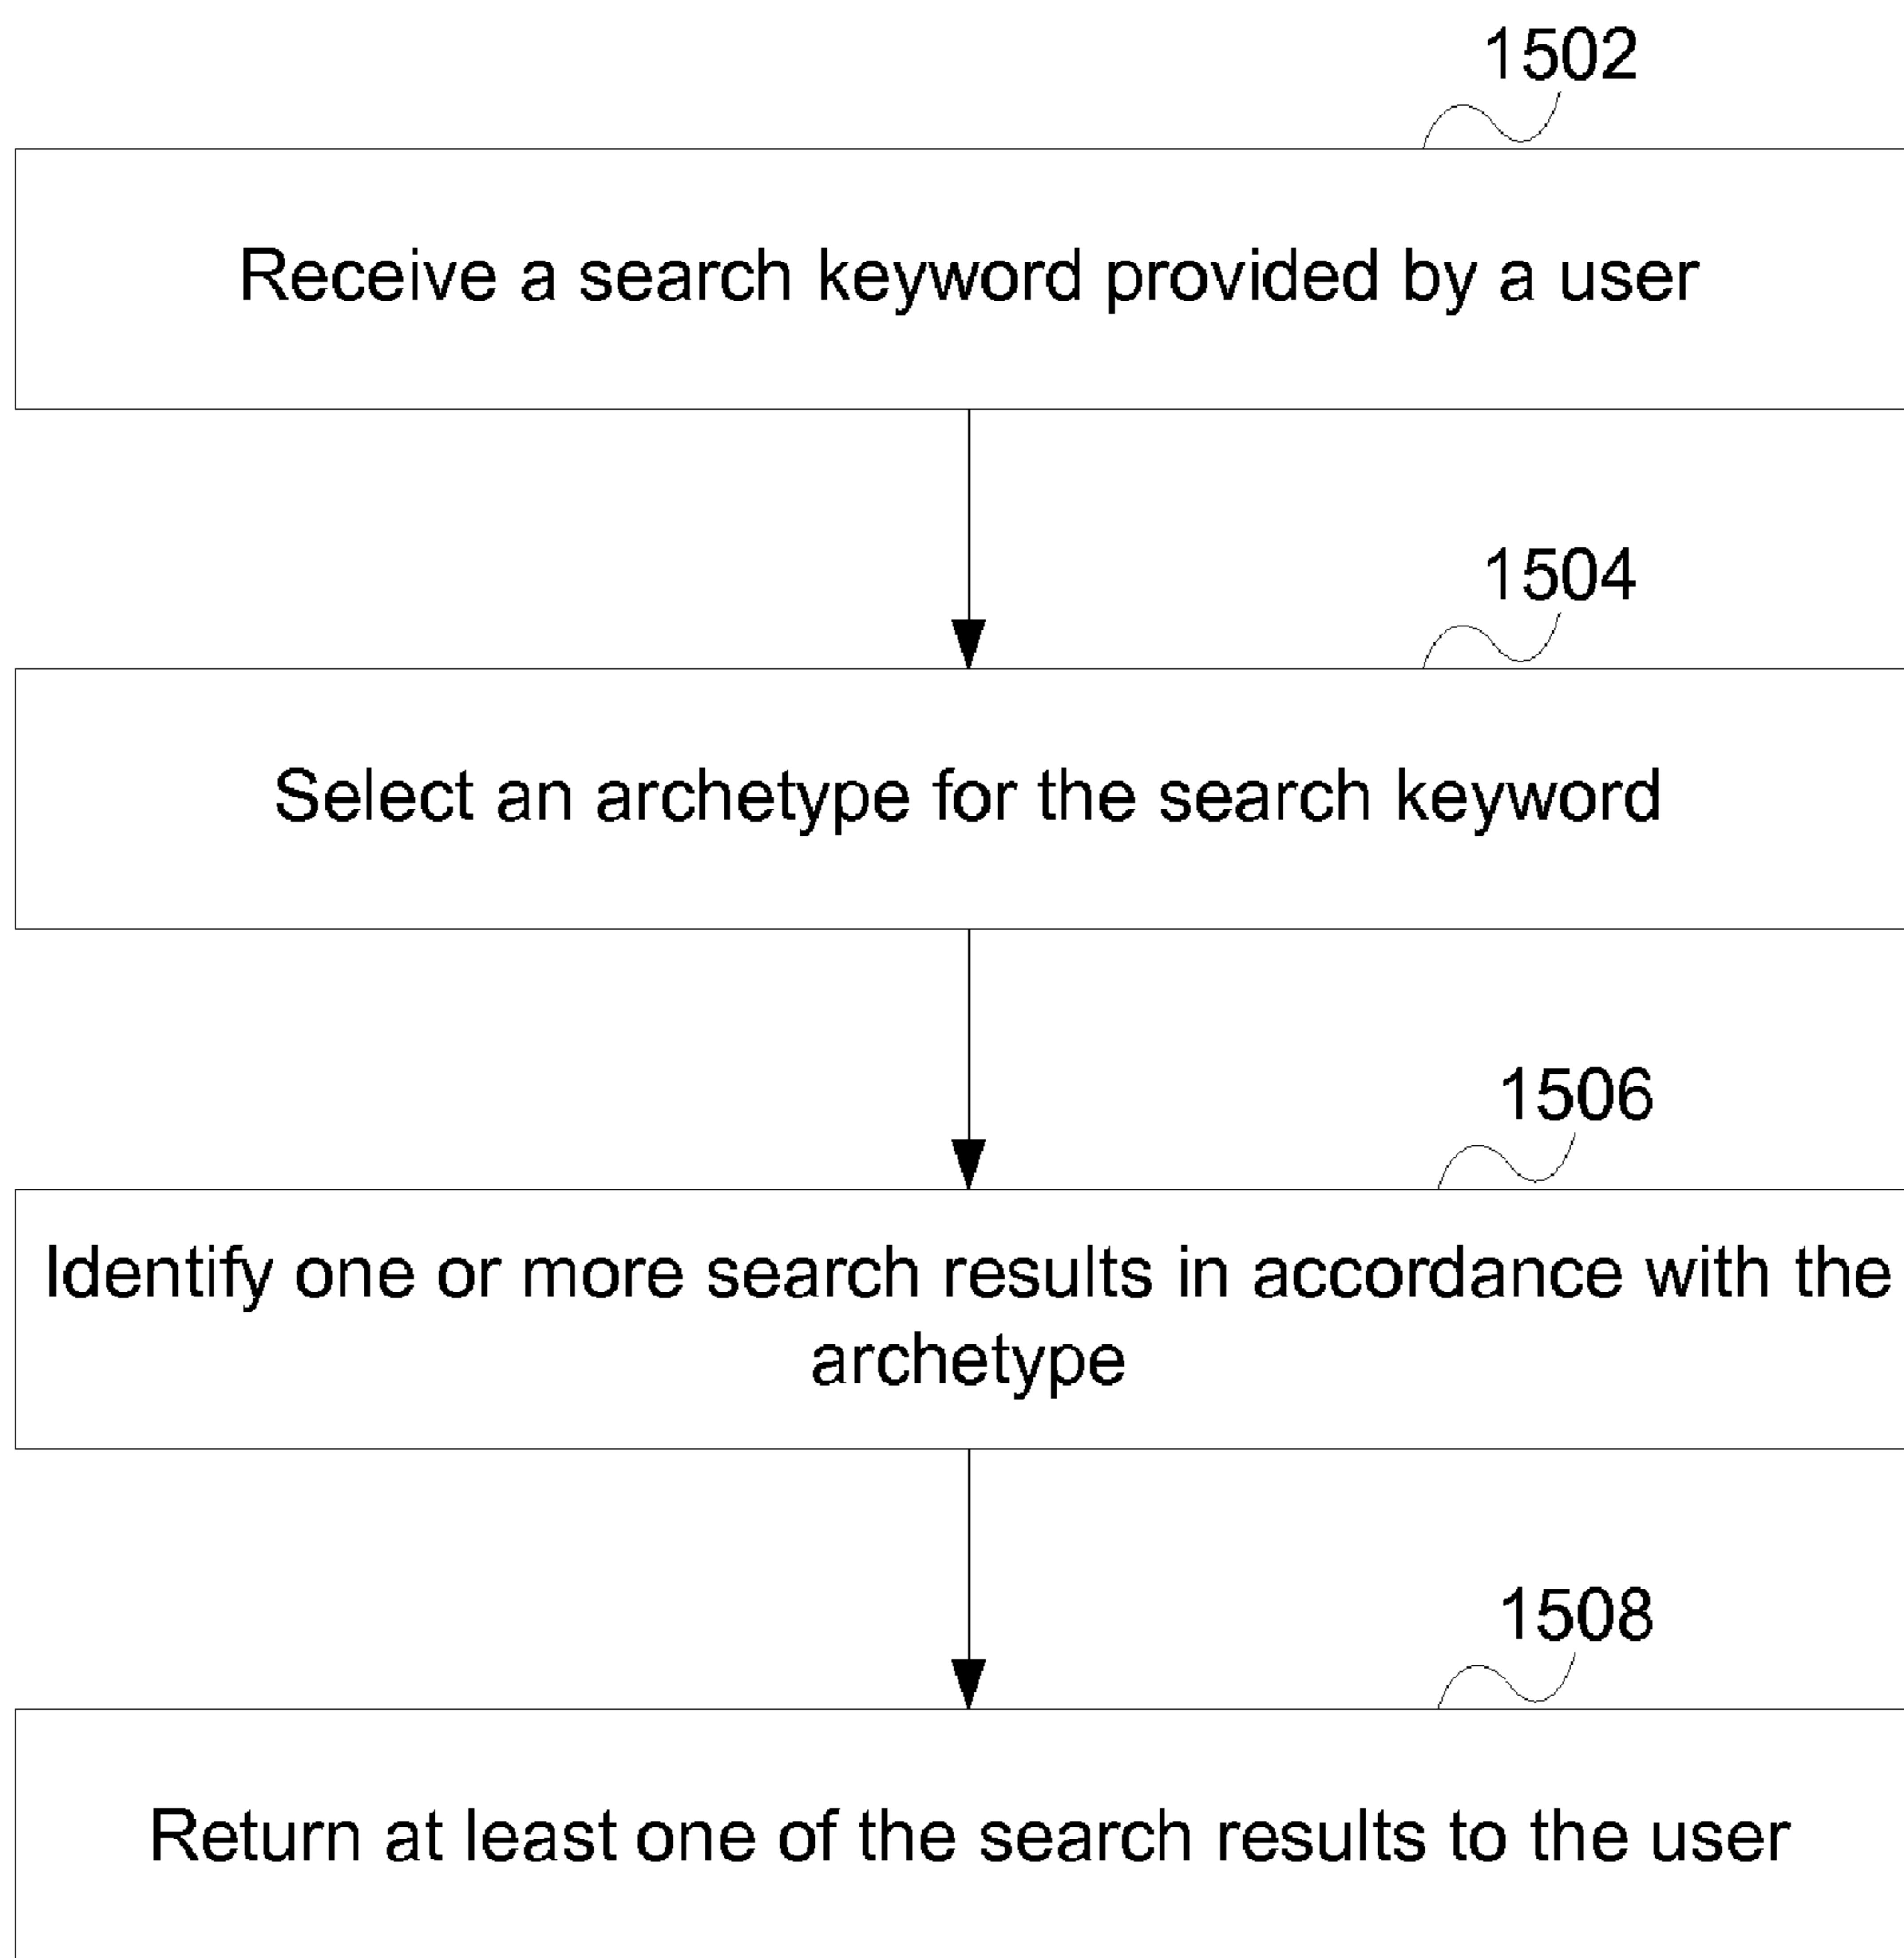 1502
Receive a search keyword provided by a user
1504
Select an archetype for the search keyword
1506
Identify one or more search results in accordance with the
archetype
1508
Return at least one of the search results to the user